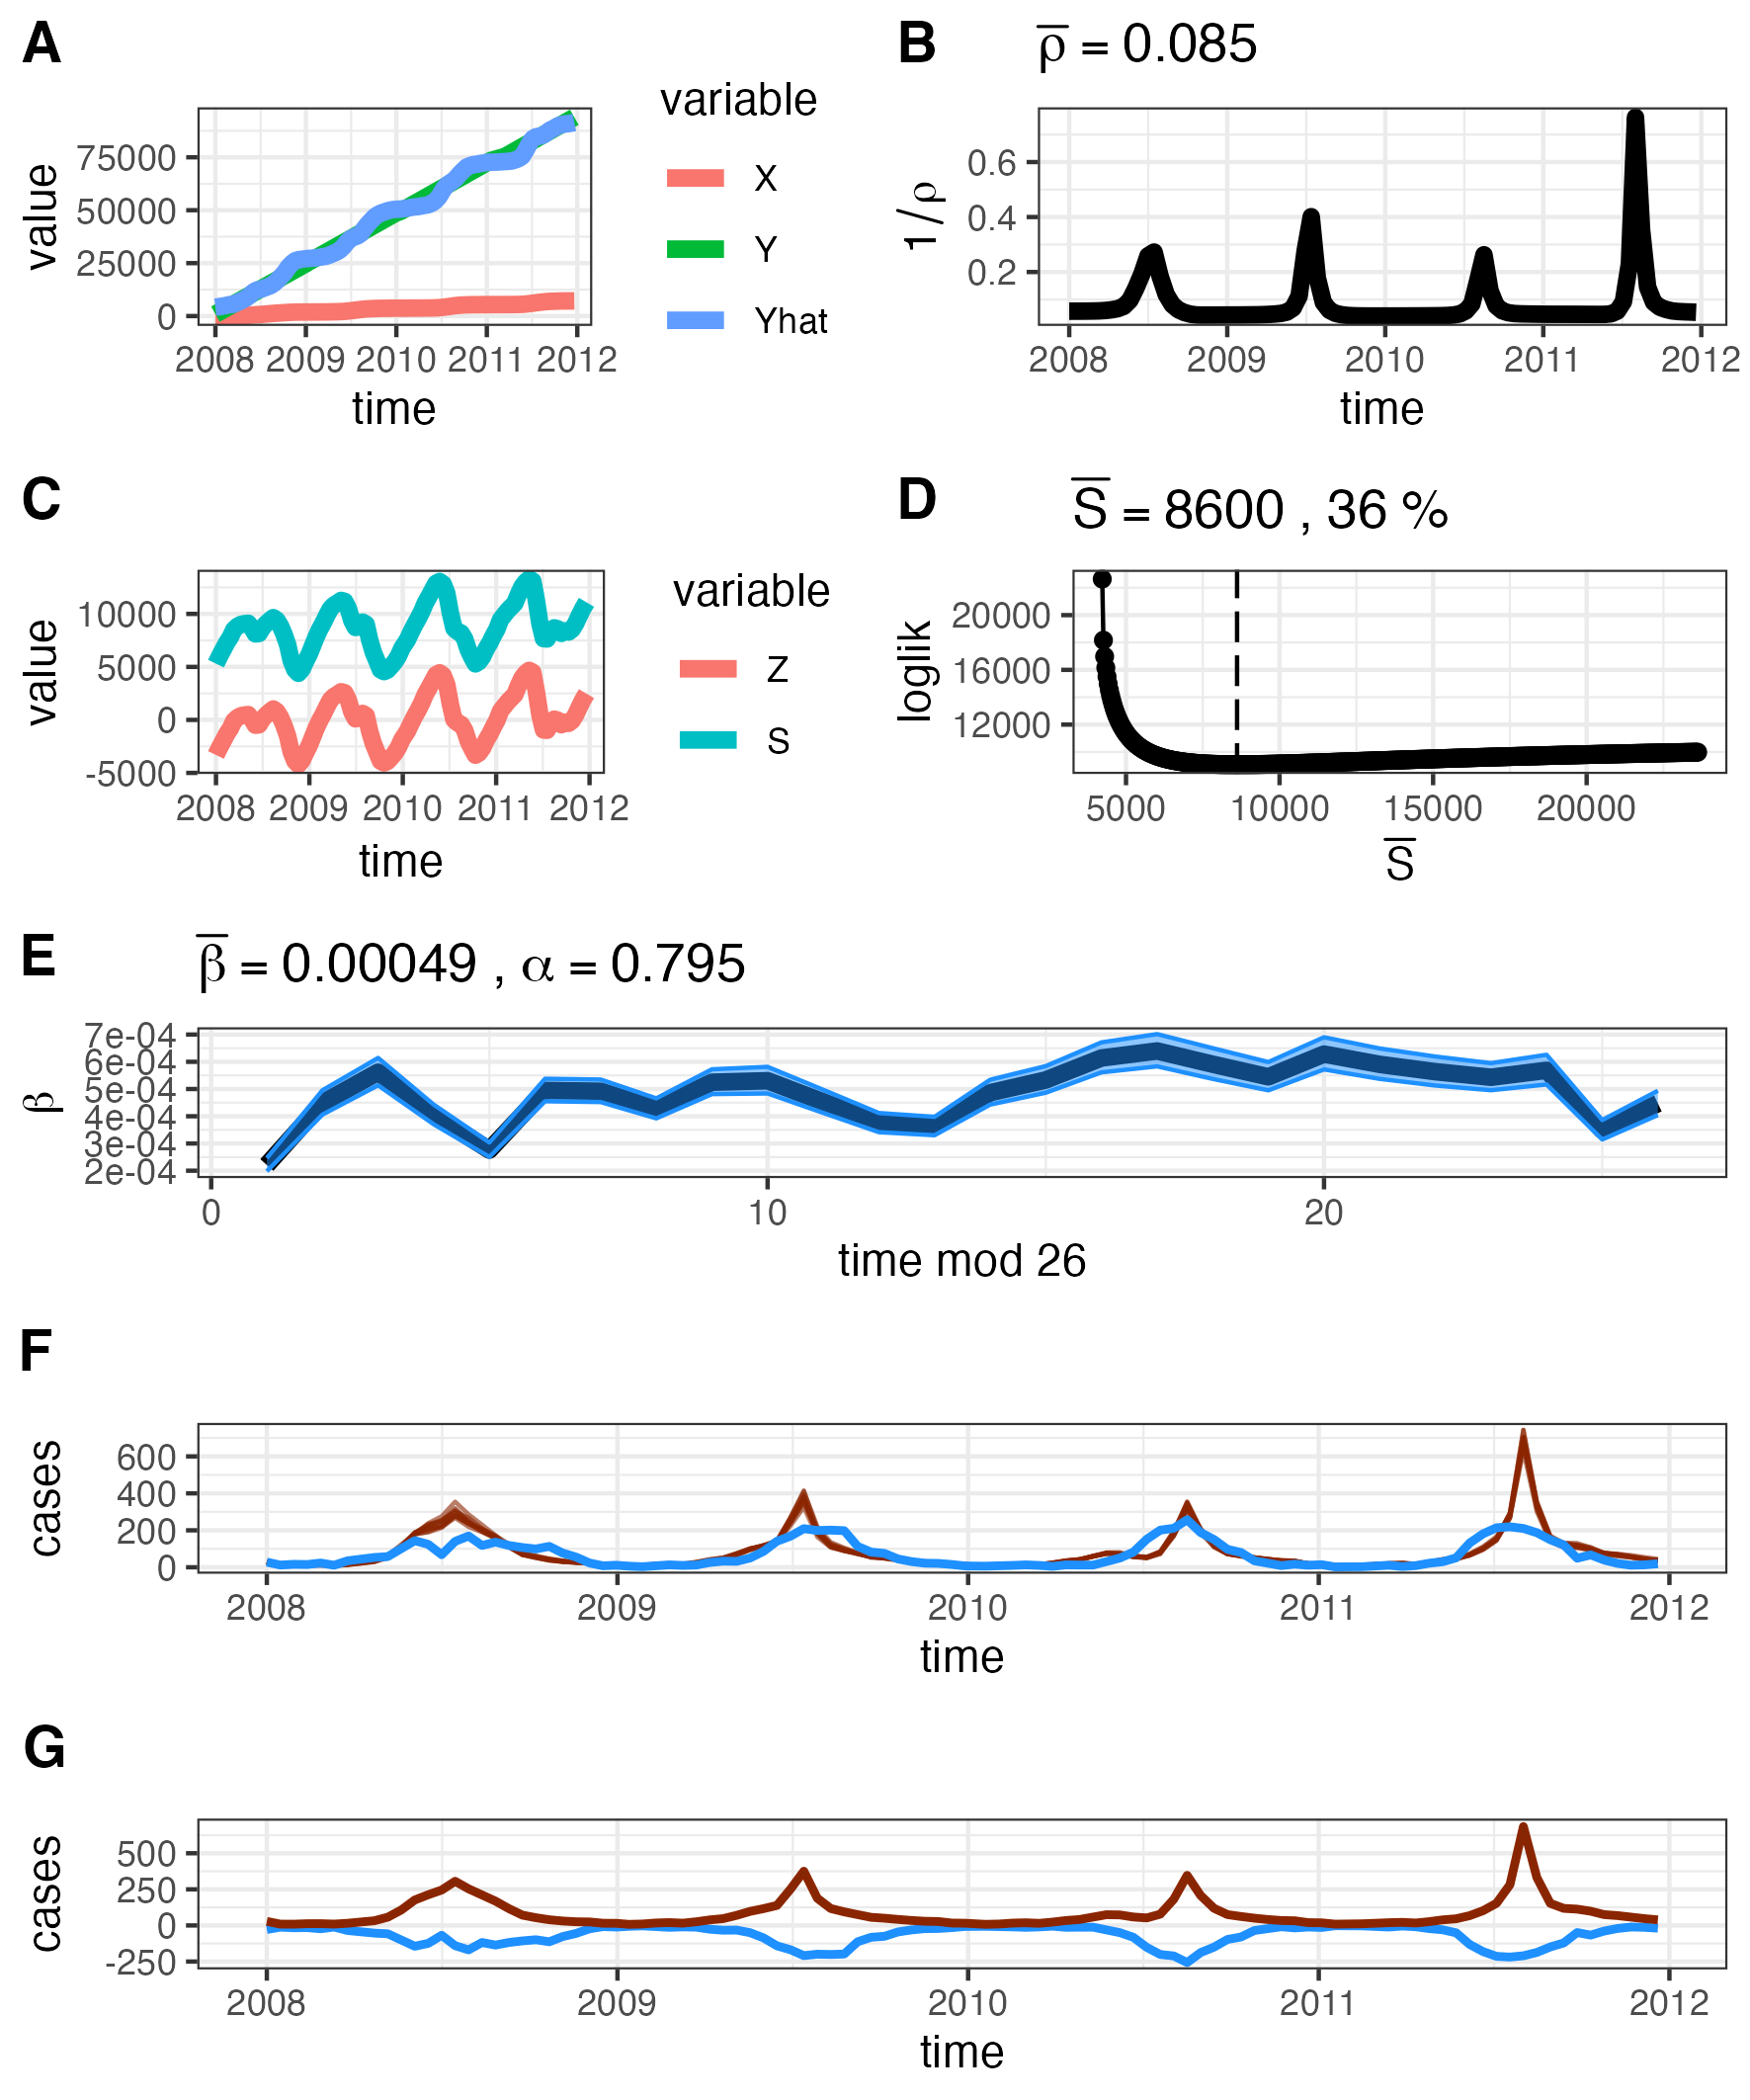 A
variable
X
Y
Yhat
value
75000
50000
25000
0
2008 2009 2010 2011 2012
time
B
ρ̅ = 0.085
1/ρ
0.6
0.4
0.2
2008 2009 2010 2011 2012
time
C
variable
Z
S
value
10000
5000
0
-5000
2008 2009 2010 2011 2012
time
D
S̅ = 8600 , 36 %
loglik
20000
16000
12000
5000 10000 15000 20000
S̅
E
β̅ = 0.00049 , α = 0.795
β
7e-04
6e-04
5e-04
4e-04
3e-04
2e-04
0 10 20
time mod 26
F
cases
600
400
200
0
2008 2009 2010 2011 2012
time
G
cases
500
250
0
-250
2008 2009 2010 2011 2012
time